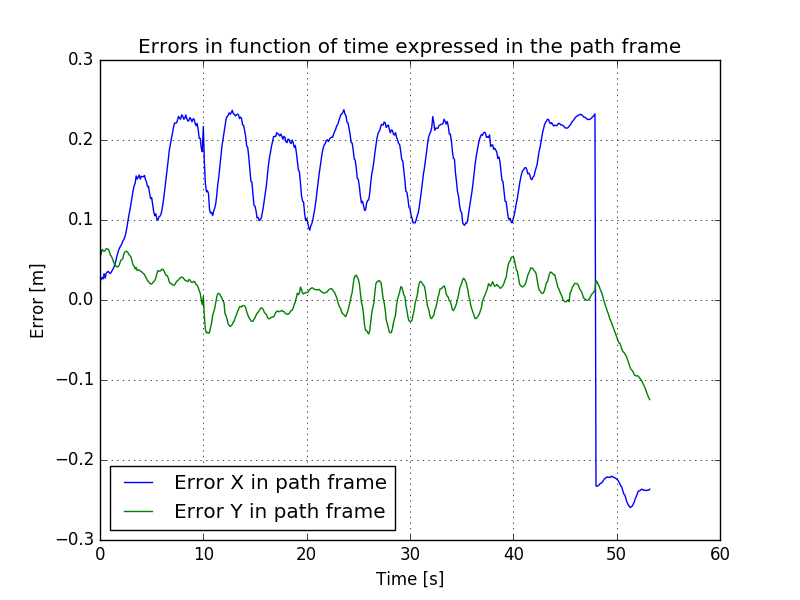 Errors in function of time expressed in the path frame
0.3
0.2
0.1
0.0
−0.1
−0.2
−0.3
Error [m]
Error X in path frame
Error Y in path frame
0 10 20 30 40 50 60
Time [s]